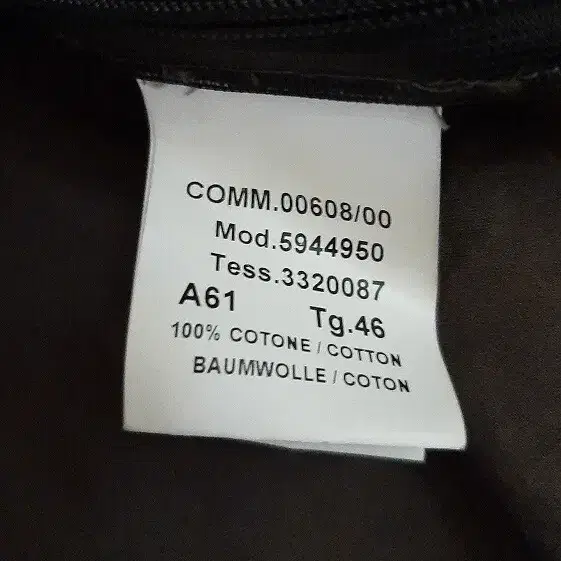 COMM.00608/00
Mod.5944950
Tess.3320087
A61 Tg.46
100% COTONE / COTTON
BAUMWOLLE / COTON